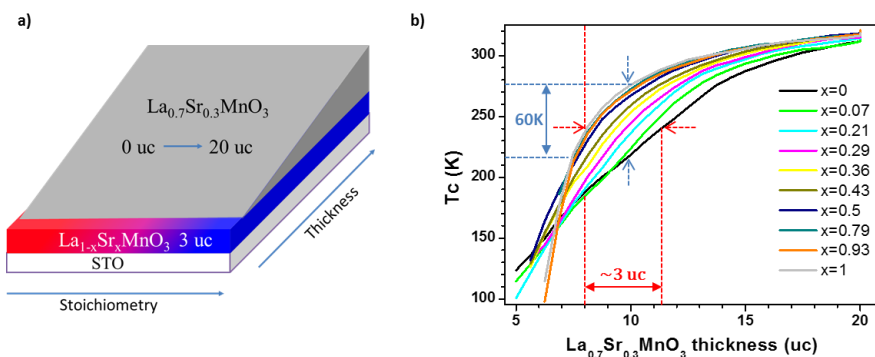 a)
La₀.₇Sr₀.₃MnO₃
0 uc → 20 uc
La₁₋ₓSrₓMnO₃ 3 uc
STO
Stoichiometry
Thickness
b)
Tc (K)
300
250
200
150
100
60K
~3 uc
x=0
x=0.07
x=0.21
x=0.29
x=0.36
x=0.43
x=0.5
x=0.79
x=0.93
x=1
5 10 15 20
La₀.₇Sr₀.₃MnO₃ thickness (uc)